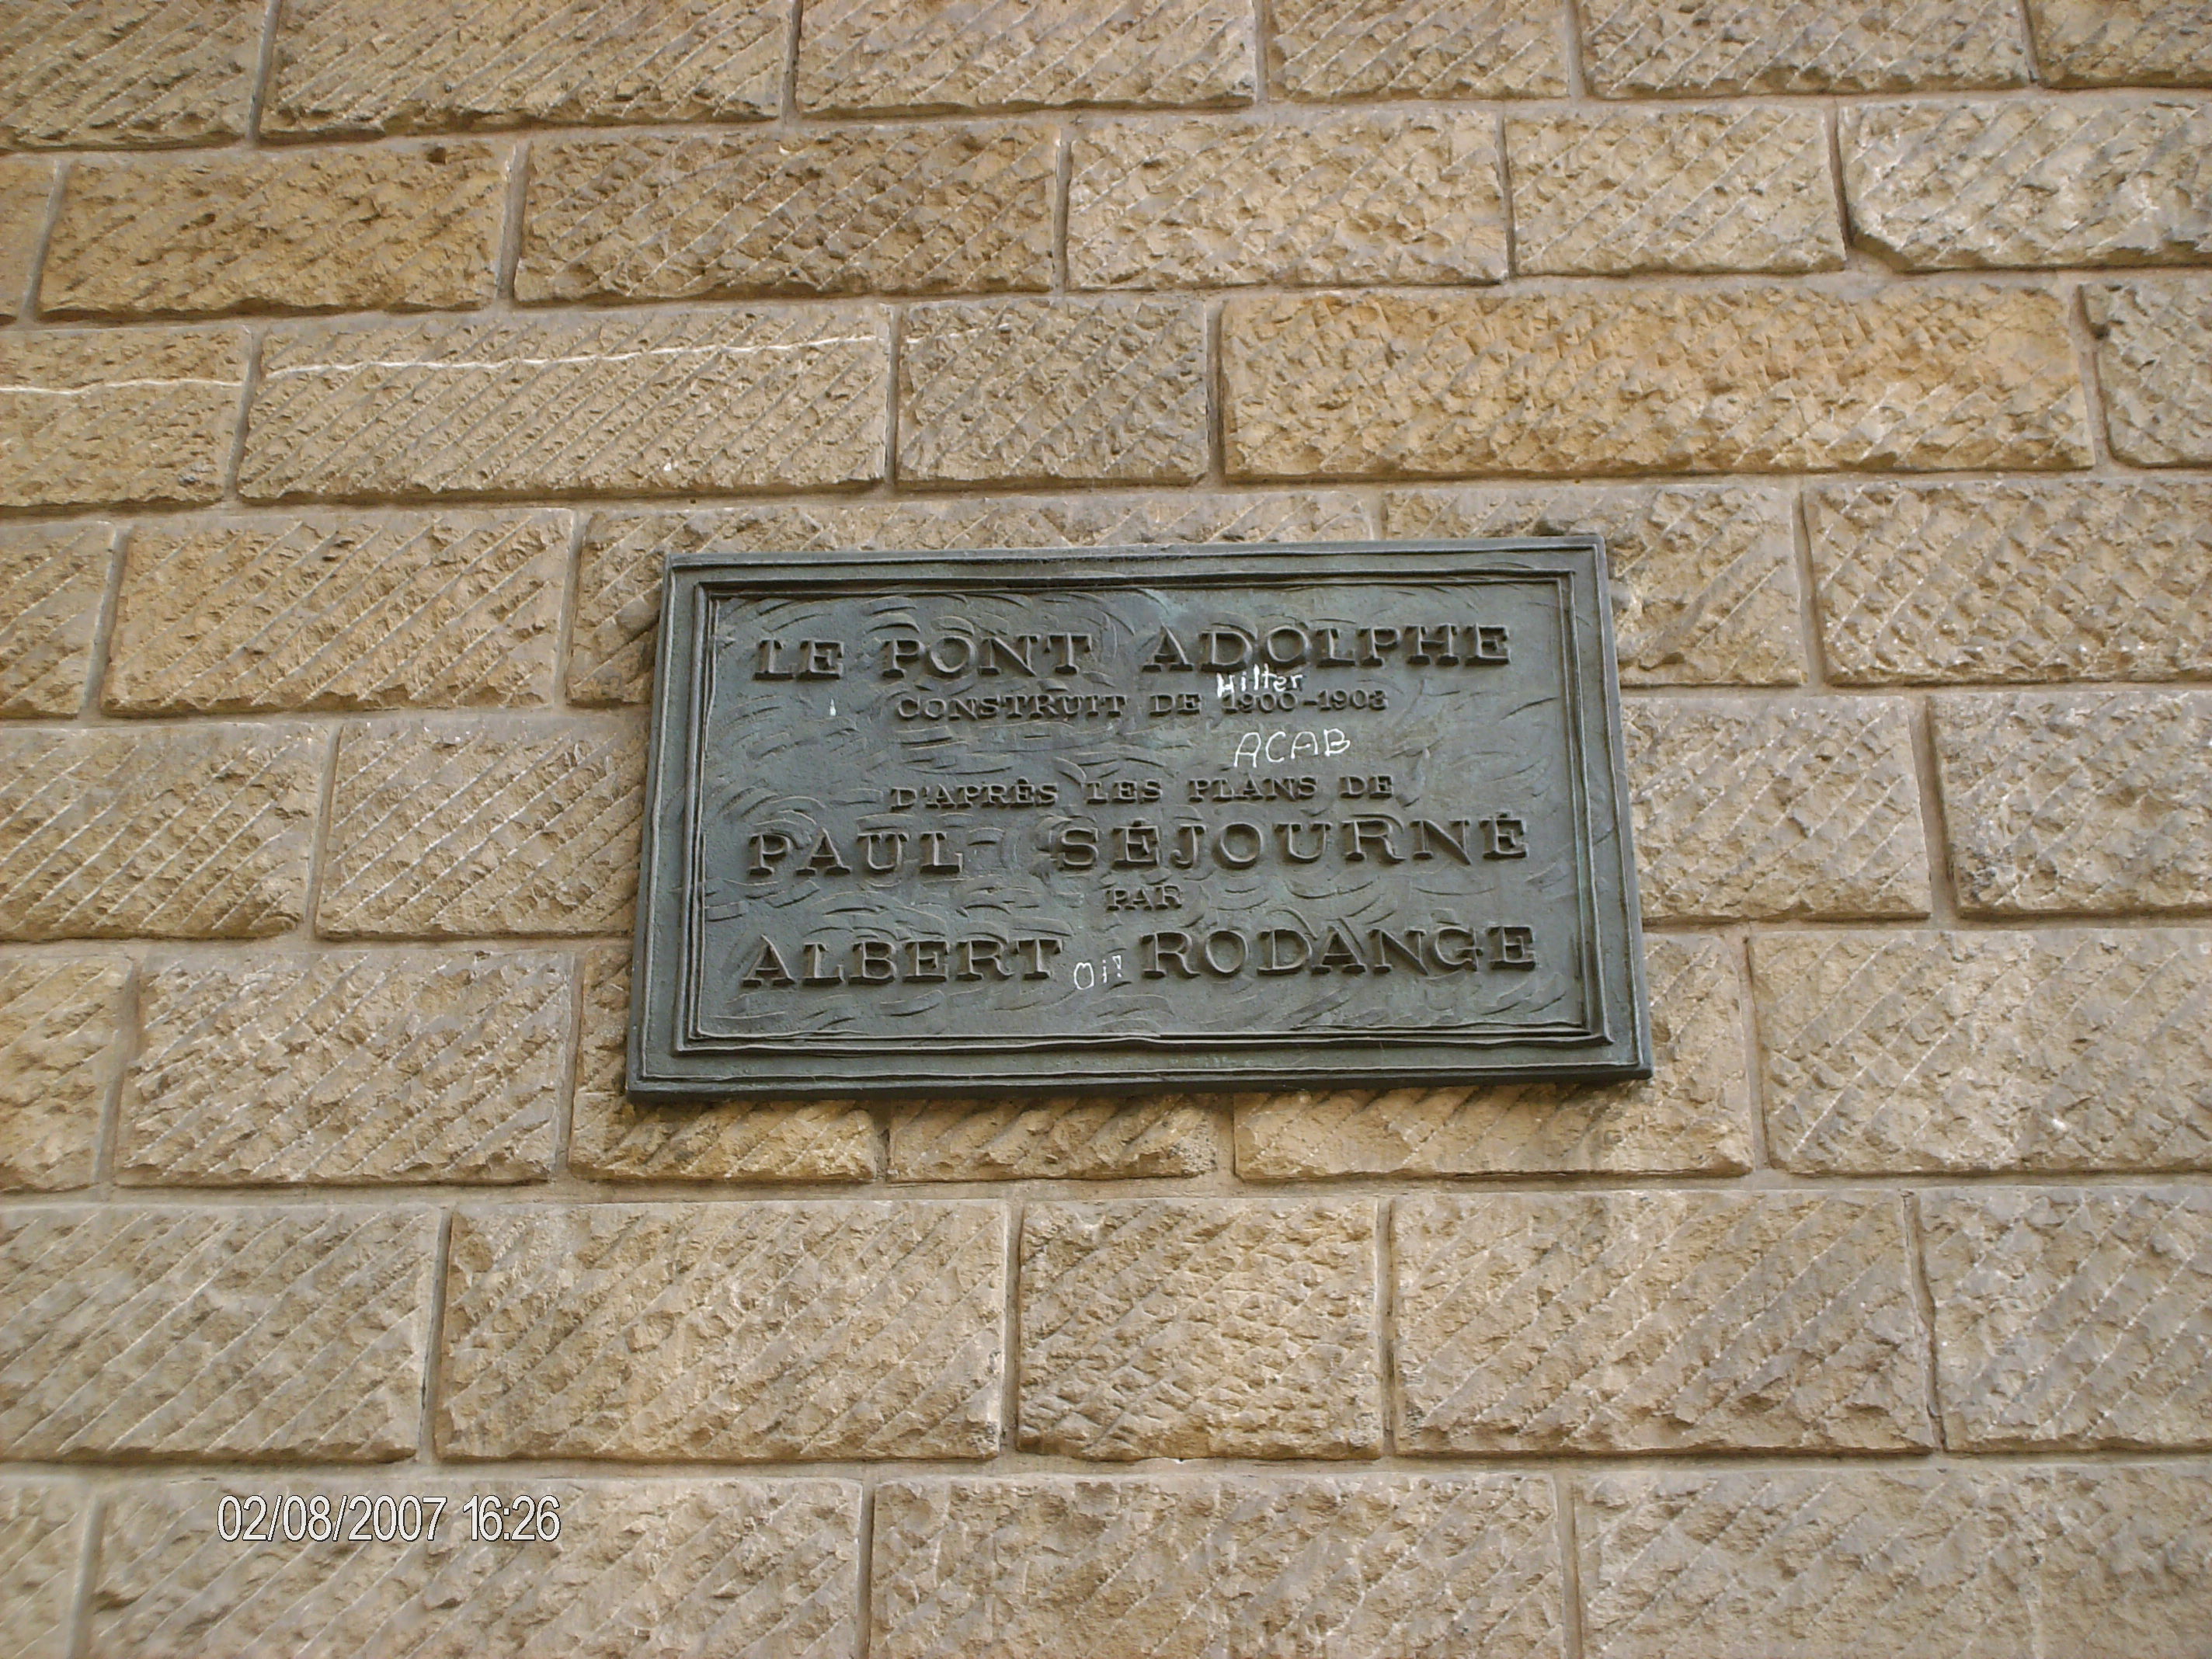 LE PONT ADOLPHE
Hilter
CONSTRUIT DE 1900-1903
ACAB
D'APRÈS LES PLANS DE
PAUL SÉJOURNÉ
PAR
ALBERT Oi! RODANGE
02/08/2007 16:26